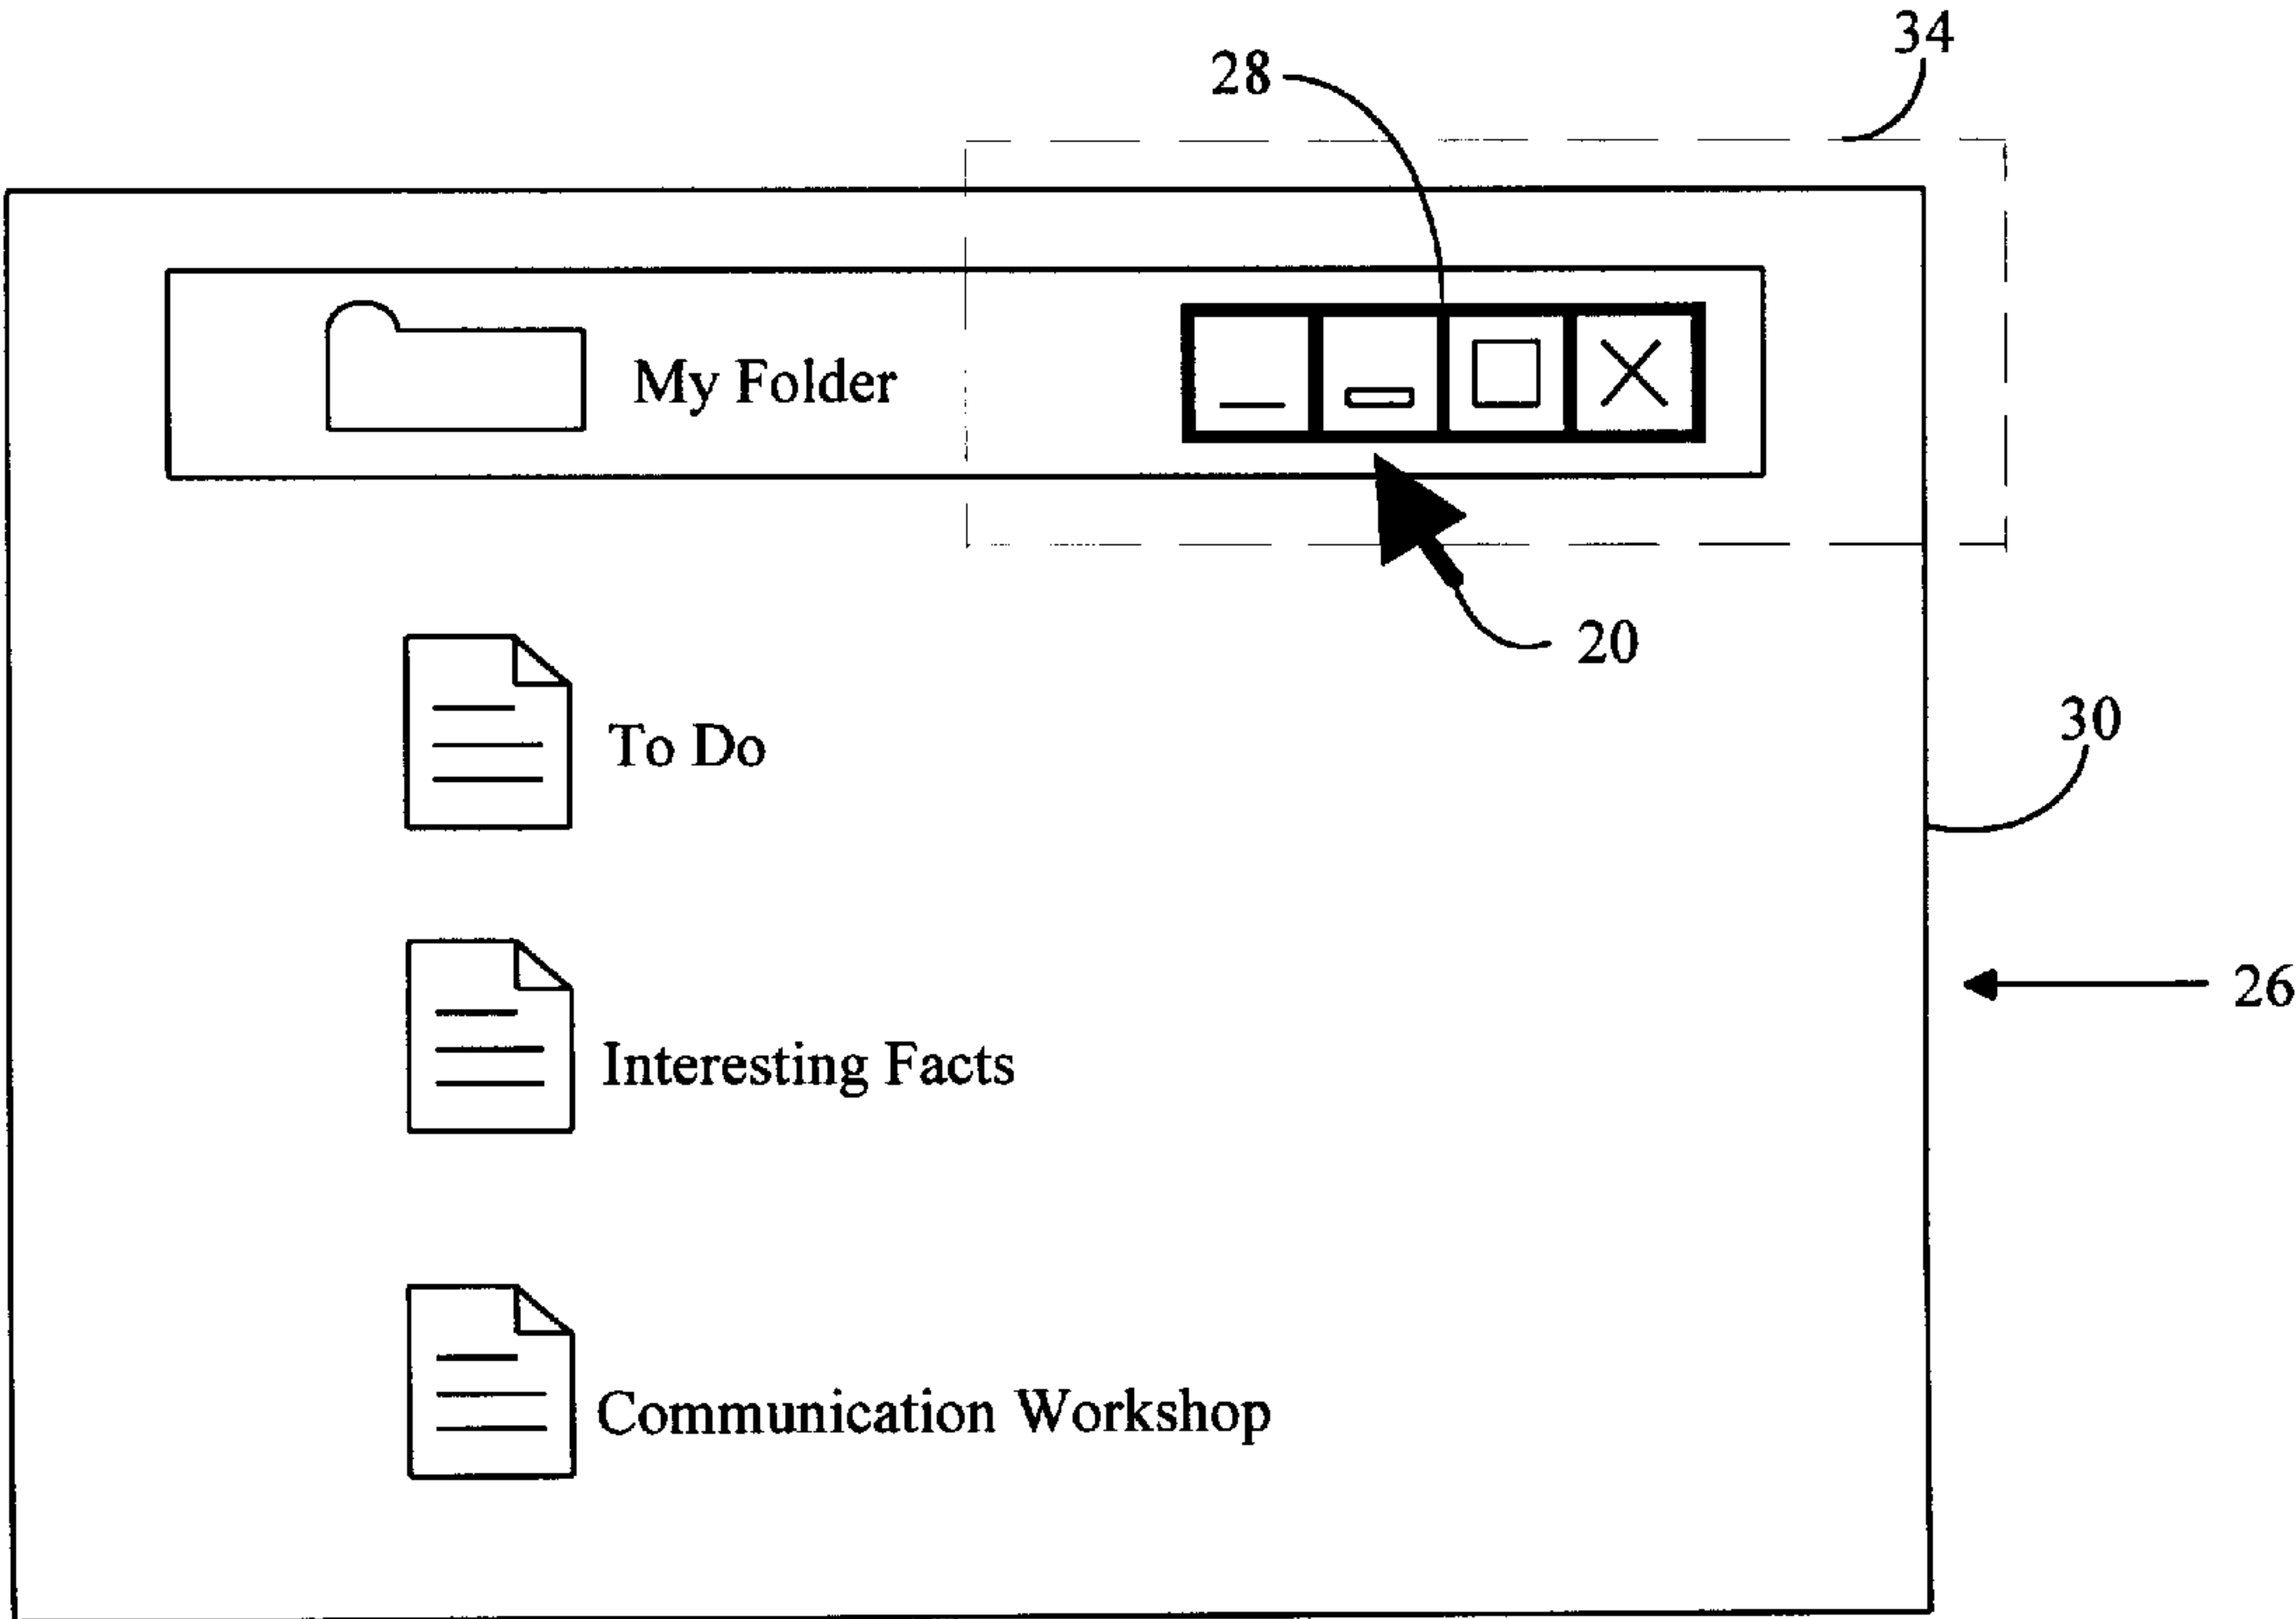 34
28
My Folder
20
To Do
30
26
Interesting Facts
Communication Workshop